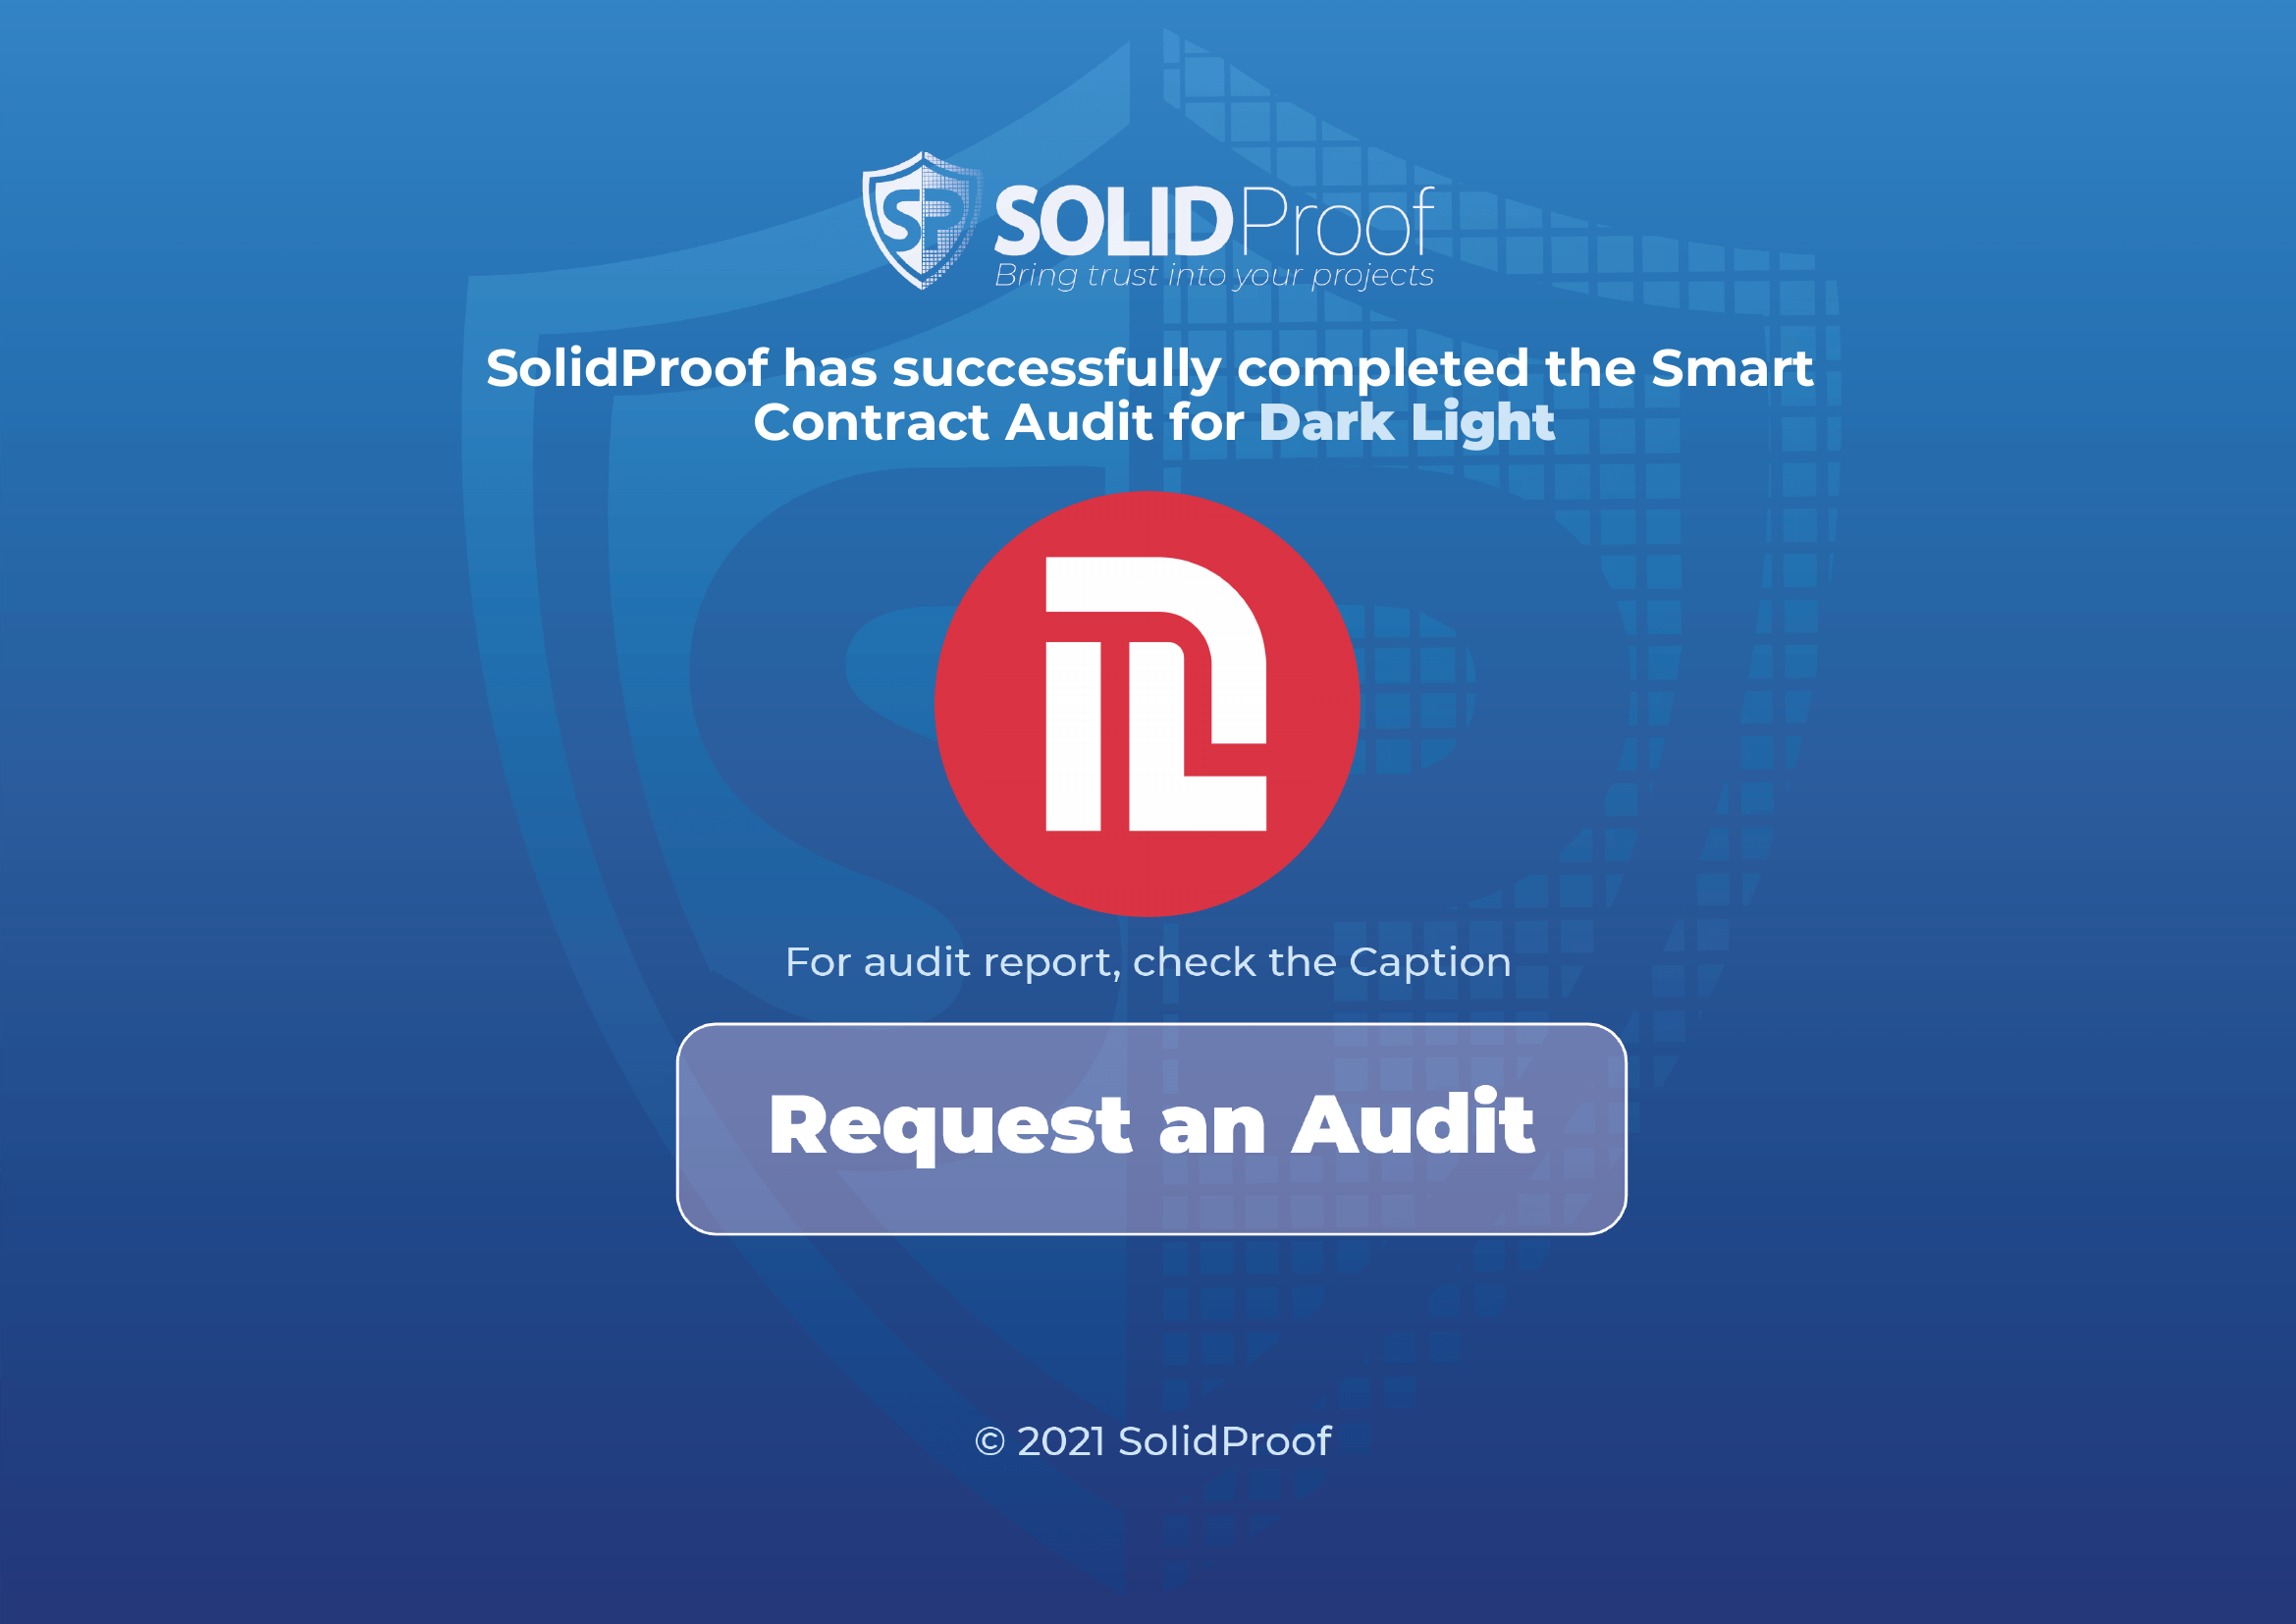 SP SOLIDProof
Bring trust into your projects
SolidProof has successfully completed the Smart
Contract Audit for Dark Light
For audit report, check the Caption
Request an Audit
© 2021 SolidProof